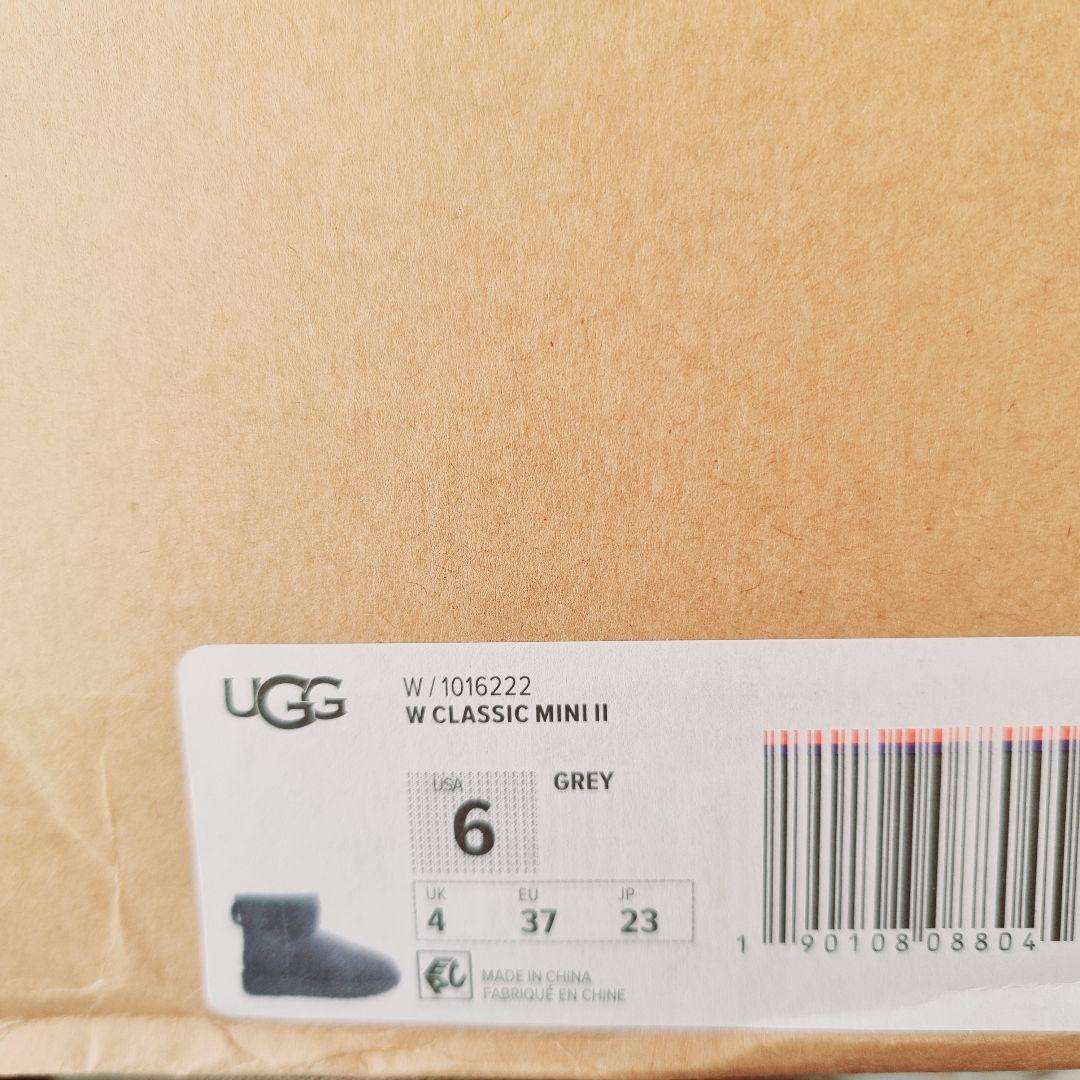 UGG
W / 1016222
W CLASSIC MINI II
USA
6
GREY
UK EU JP
4 37 23
MADE IN CHINA
FABRIQUÉ EN CHINE
1 90108 08804